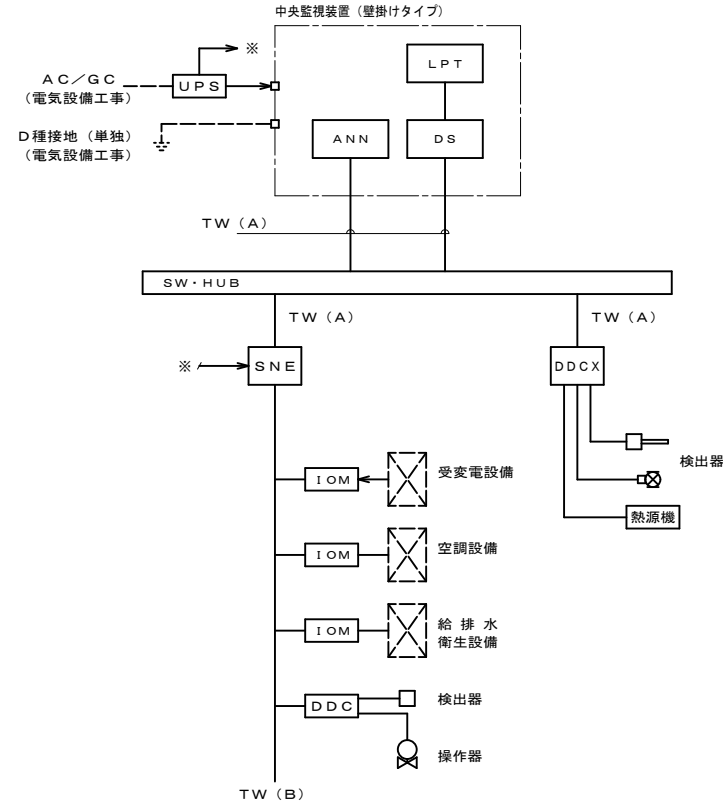 中央監視装置（壁掛けタイプ）
※
LPT
AC／GC
（電気設備工事）
UPS
D種接地（単独）
（電気設備工事）
ANN
DS
TW（A）
SW・HUB
TW（A）
TW（A）
※
SNE
DDCX
検出器
IOM
受変電設備
熱源機
IOM
空調設備
IOM
給排水
衛生設備
DDC
検出器
操作器
TW（B）